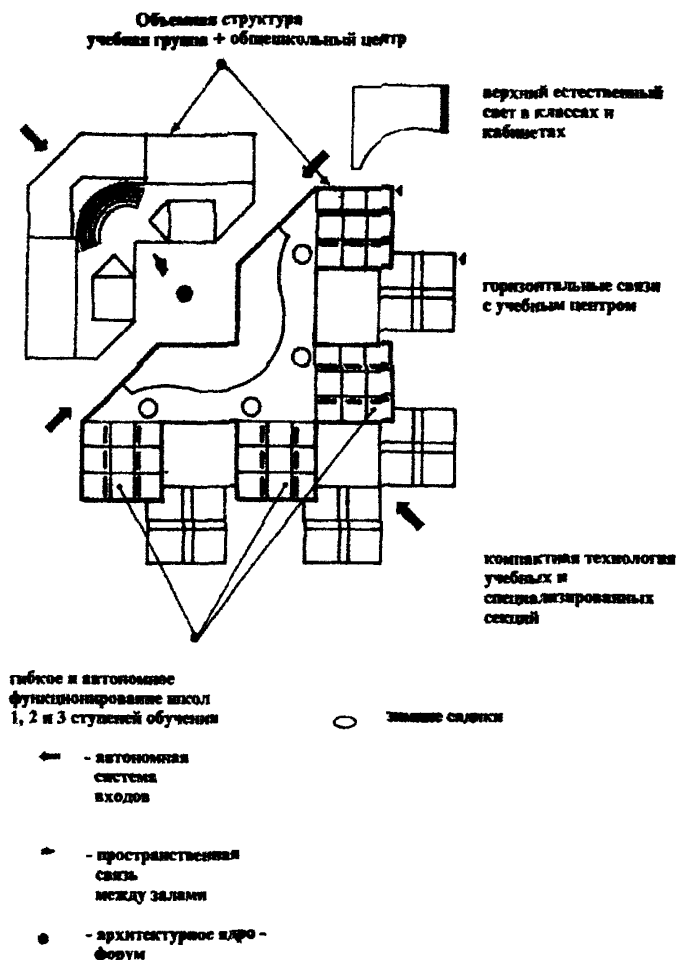 Объемная структура
учебная группа + общешкольный центр
верхний естественный
свет в классах и
кабинетах
горизонтальные связи
с учебным центром
компактная технология
учебных и
специализированных
секций
гибкое и автономное
функционирование школ
1, 2 и 3 ступеней обучения
зимние садики
- автономная
система
входов
- пространственная
связь
между залами
- архитектурное ядро -
форум